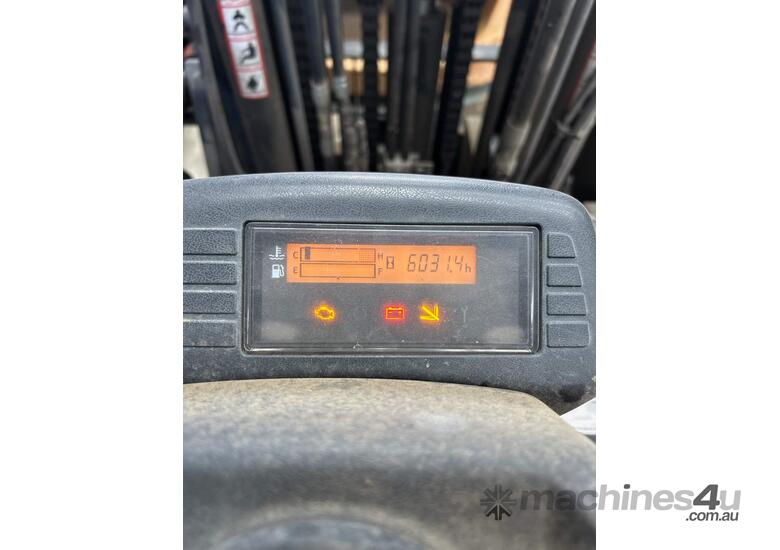 C H
6031.4h
E F
machines4u
.com.au